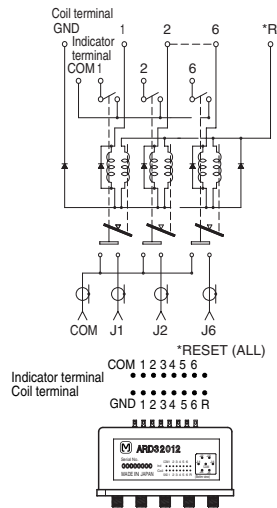 Coil terminal
GND 1 2 6 *R
Indicator
terminal
COM 1 2 6
COM J1 J2 J6
*RESET (ALL)
COM 1 2 3 4 5 6
Indicator terminal
Coil terminal
GND 1 2 3 4 5 6 R
M ARD32012
Serial No.
00000000
MADE IN JAPAN